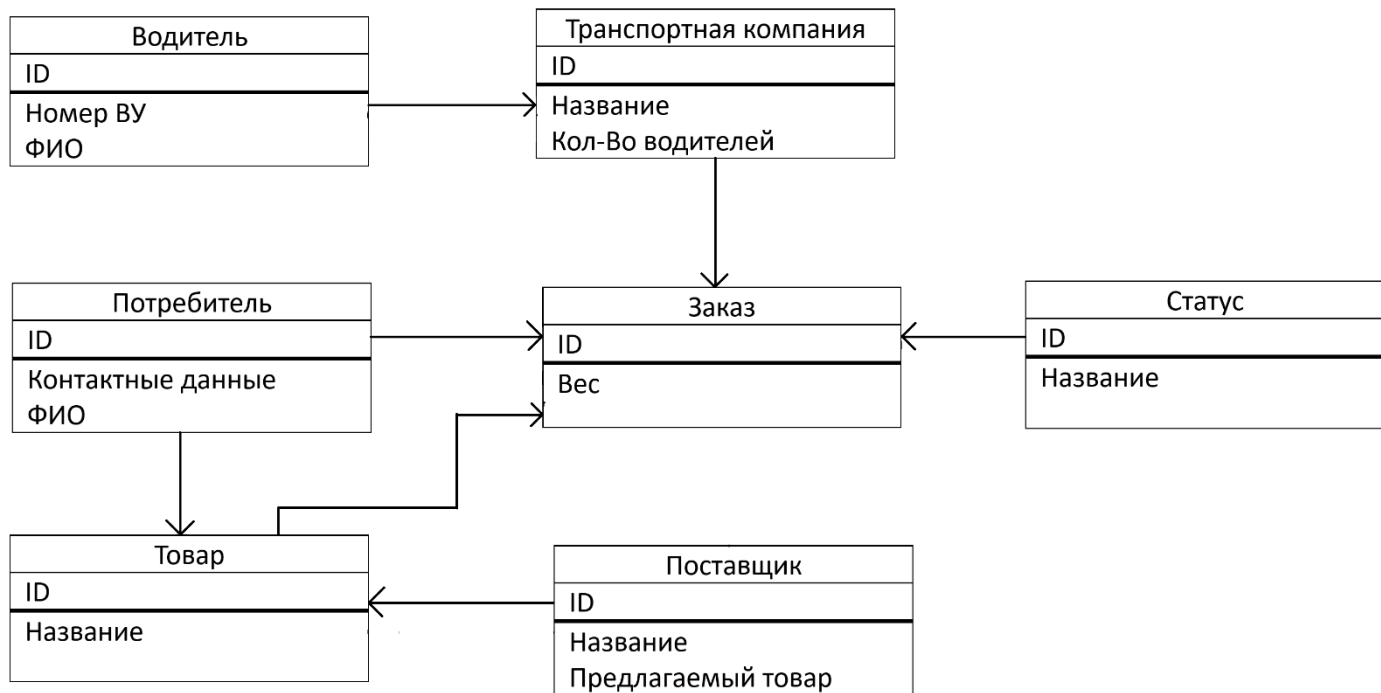 Водитель
ID
Номер ВУ
ФИО
Транспортная компания
ID
Название
Кол-Во водителей
Потребитель
ID
Контактные данные
ФИО
Заказ
ID
Вес
Статус
ID
Название
Товар
ID
Название
Поставщик
ID
Название
Предлагаемый товар